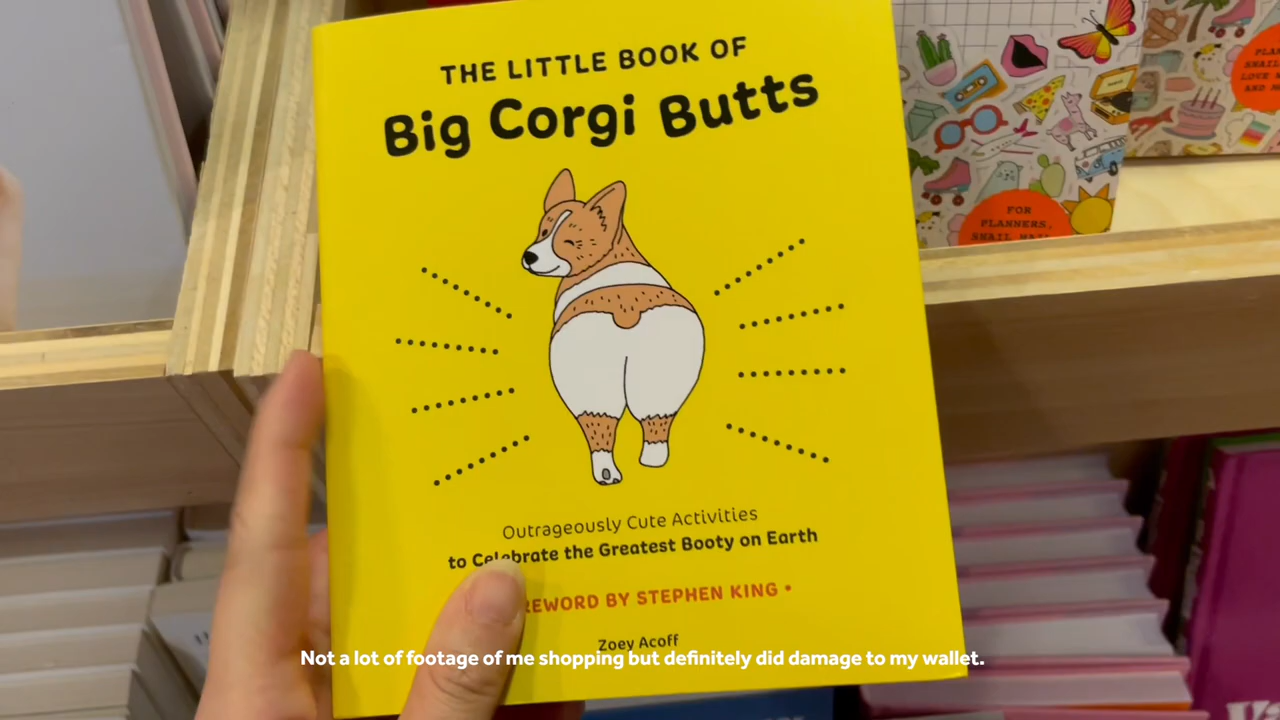 THE LITTLE BOOK OF
Big Corgi Butts
FOR
PLANNERS,
Outrageously Cute Activities
to Celebrate the Greatest Booty on Earth
BY STEPHEN KING •
Zoey Acoff
Not a lot of footage of me shopping but definitely did damage to my wallet.